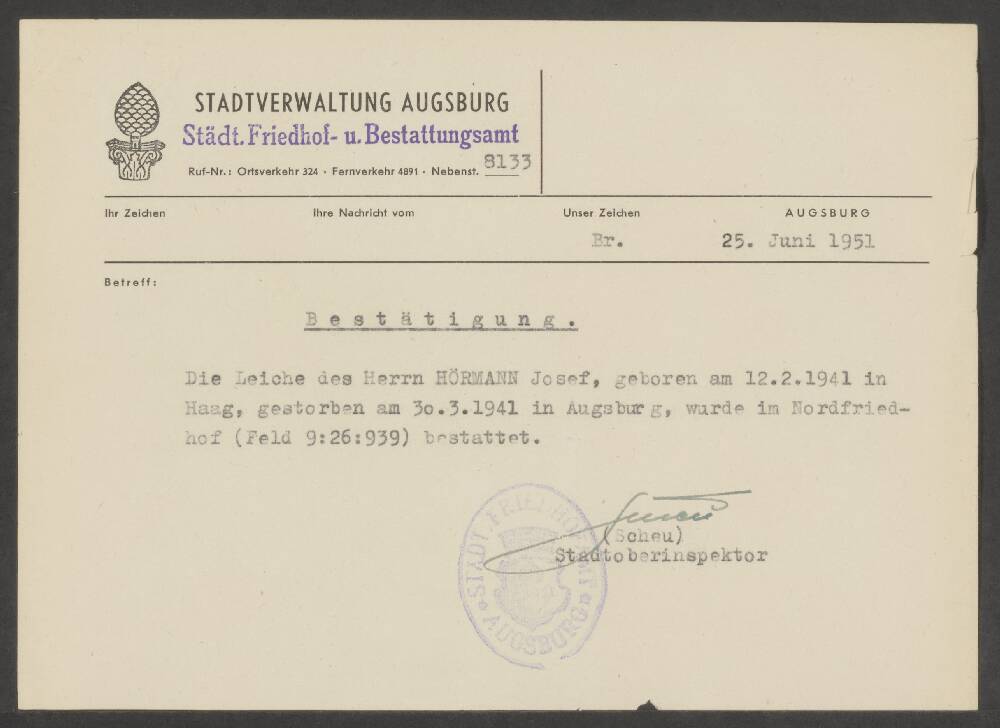 STADTVERWALTUNG AUGSBURG
Städt. Friedhof- u. Bestattungsamt
Ruf-Nr.: Ortsverkehr 324 · Fernverkehr 4891 · Nebenst. 8133
Ihr Zeichen Ihre Nachricht vom Unser Zeichen AUGSBURG
Br. 25. Juni 1951
Betreff:
Bestätigung.
Die Leiche des Herrn HÖRMANN Josef, geboren am 12.2.1941 in
Haag, gestorben am 3o.3.1941 in Augsburg, wurde im Nordfried-
hof (Feld 9:26:939) bestattet.
(Scheu)
Stadtoberinspektor
STÄDT. FRIEDHOFAMT
AUGSBURG